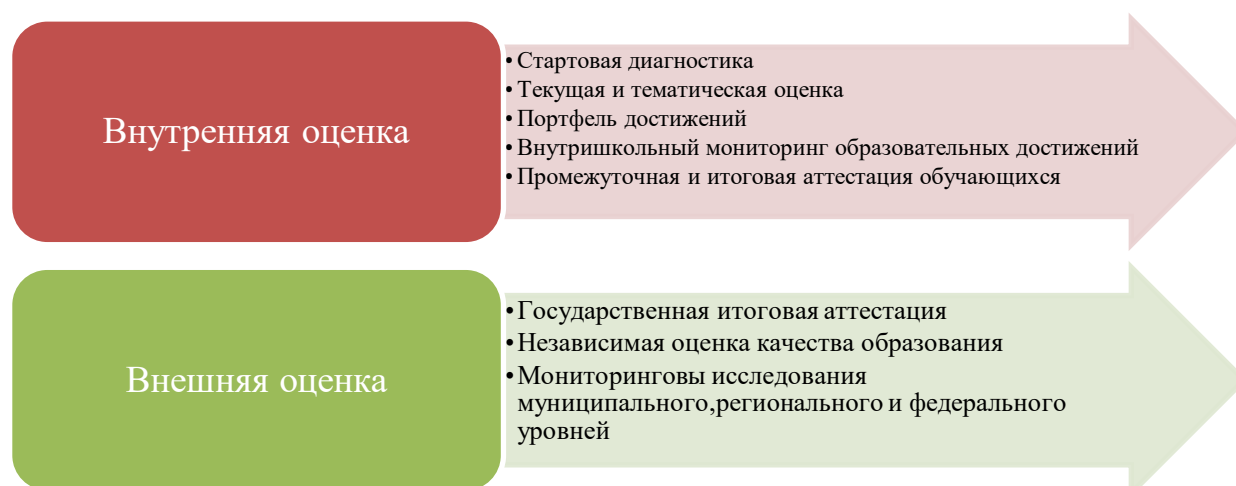 Внутренняя оценка
•Стартовая диагностика
•Текущая и тематическая оценка
•Портфель достижений
•Внутришкольный мониторинг образовательных достижений
•Промежуточная и итоговая аттестация обучающихся
Внешняя оценка
•Государственная итоговая аттестация
•Независимая оценка качества образования
•Мониторинговы исследования
муниципального,регионального и федерального
уровней